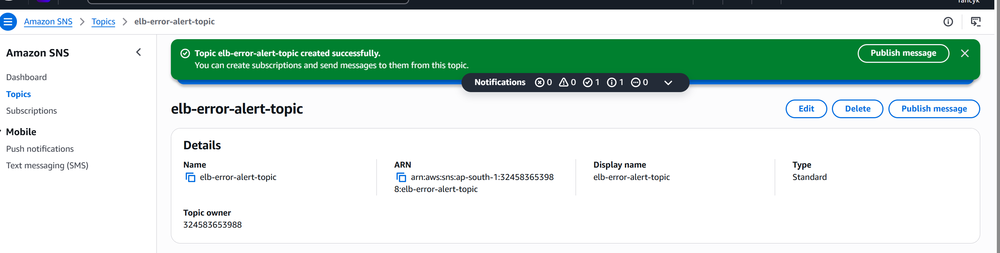 Amazon SNS
Topics
elb-error-alert-topic
Amazon SNS
Dashboard
Topics
Subscriptions
Mobile
Push notifications
Text messaging (SMS)
Topic elb-error-alert-topic created successfully.
You can create subscriptions and send messages to them from this topic.
Publish message
Notifications 0 0 1 1 0
elb-error-alert-topic
Edit
Delete
Publish message
Details
Name
elb-error-alert-topic
ARN
arn:aws:sns:ap-south-1:32458365398
8:elb-error-alert-topic
Display name
elb-error-alert-topic
Type
Standard
Topic owner
324583653988